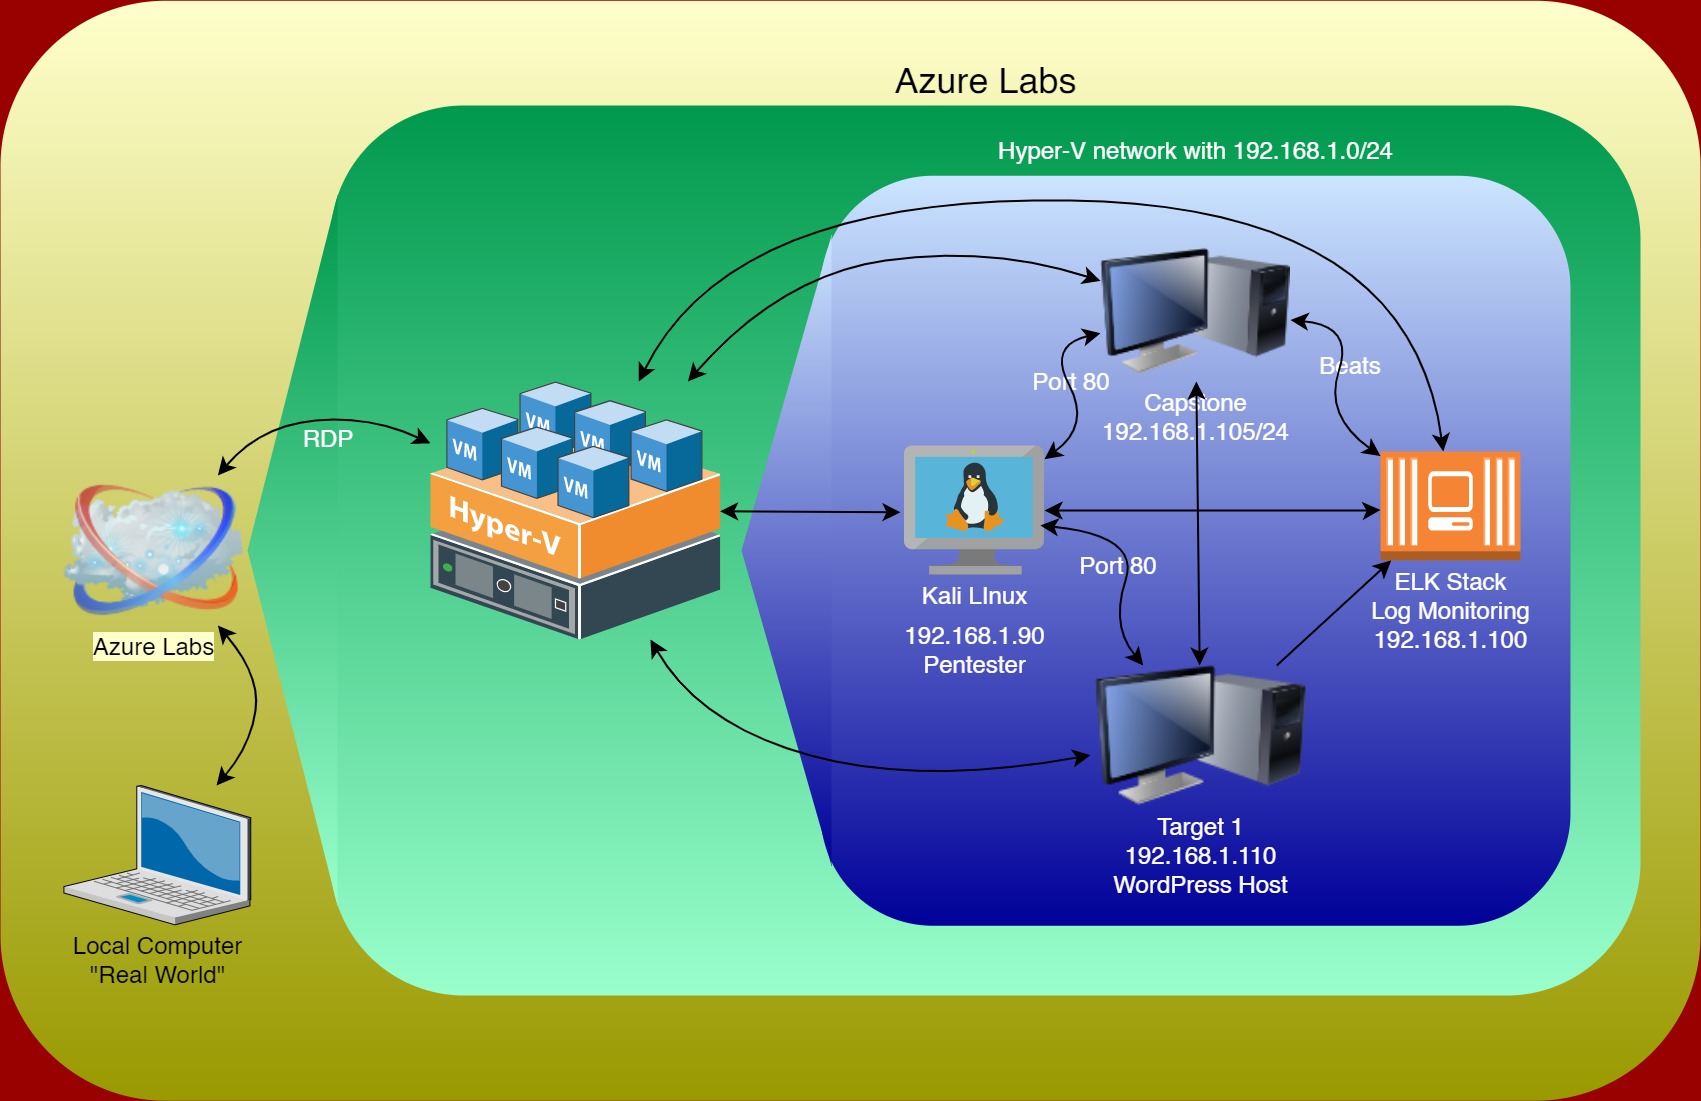 Azure Labs
Hyper-V network with 192.168.1.0/24
RDP
VM
VM
VM
VM
VM
VM
Hyper-V
Port 80
Beats
Capstone
192.168.1.105/24
Kali LInux
192.168.1.90
Pentester
Port 80
ELK Stack
Log Monitoring
192.168.1.100
Azure Labs
Target 1
192.168.1.110
WordPress Host
Local Computer
"Real World"